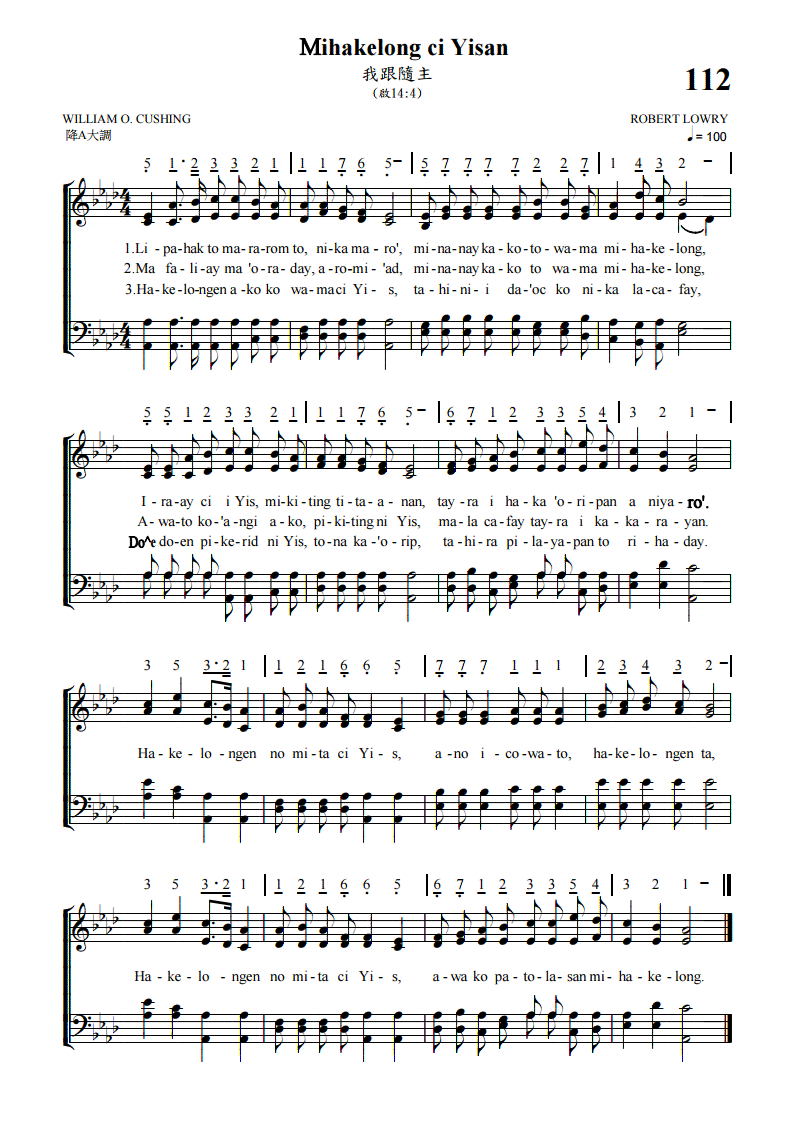 Mihakelong ci Yisan
我跟隨主
(啟14:4)
112
WILLIAM O. CUSHING
ROBERT LOWRY
降A大調
♩= 100
5 1· 2 3 3 2 1 | 1 1 7 6 5– | 5 7 7 7 7 2 2 7 | 1 4 3 2 – |
1.Li-pa-hak to ma-ra-rom to, ni-ka ma-ro', mi-na-nay ka-ko-to-wa-ma mi-ha-ke-long,
2.Ma fa-li-ay ma 'o-ra-day, a-ro-mi-'ad, mi-na-nay ka-ko to wa-ma mi-ha-ke-long,
3.Ha-ke-lo-ngen a-ko ko wa-ma ci Yi-s, ta-hi-ni-i da-'oc ko ni-ka la-ca-fay,
5 5 1 2 3 3 2 1 | 1 1 7 6 5– | 6 7 1 2 3 3 5 4 | 3 2 1 – |
I-ra-ay ci i Yis, mi-ki-ting ti-ta-a-nan, tay-ra i ha-ka 'o-ri-pan a niya-ro'.
A-wa-to ko-'a-ngi a-ko, pi-ki-ting ni Yis, ma-la ca-fay tay-ra i ka-ka-ra-yan.
Do^e do-en pi-ke-rid ni Yis, to-na ka-'o-rip, ta-hi-ra pi-la-ya-pan to ri-ha-day.
3 5 3·2 1 | 1 2 1 6 6 5 | 7 7 7 1 1 1 | 2 3 4 3 2 – |
Ha-ke-lo-ngen no mi-ta ci Yi-s, a-no i-co-wa-to, ha-ke-lo-ngen ta,
3 5 3·2 1 | 1 2 1 6 6 5 | 6 7 1 2 3 3 5 4 | 3 2 1 –
Ha-ke-lo-ngen no mi-ta ci Yi-s, a-wa ko pa-to-la-san mi-ha-ke-long.